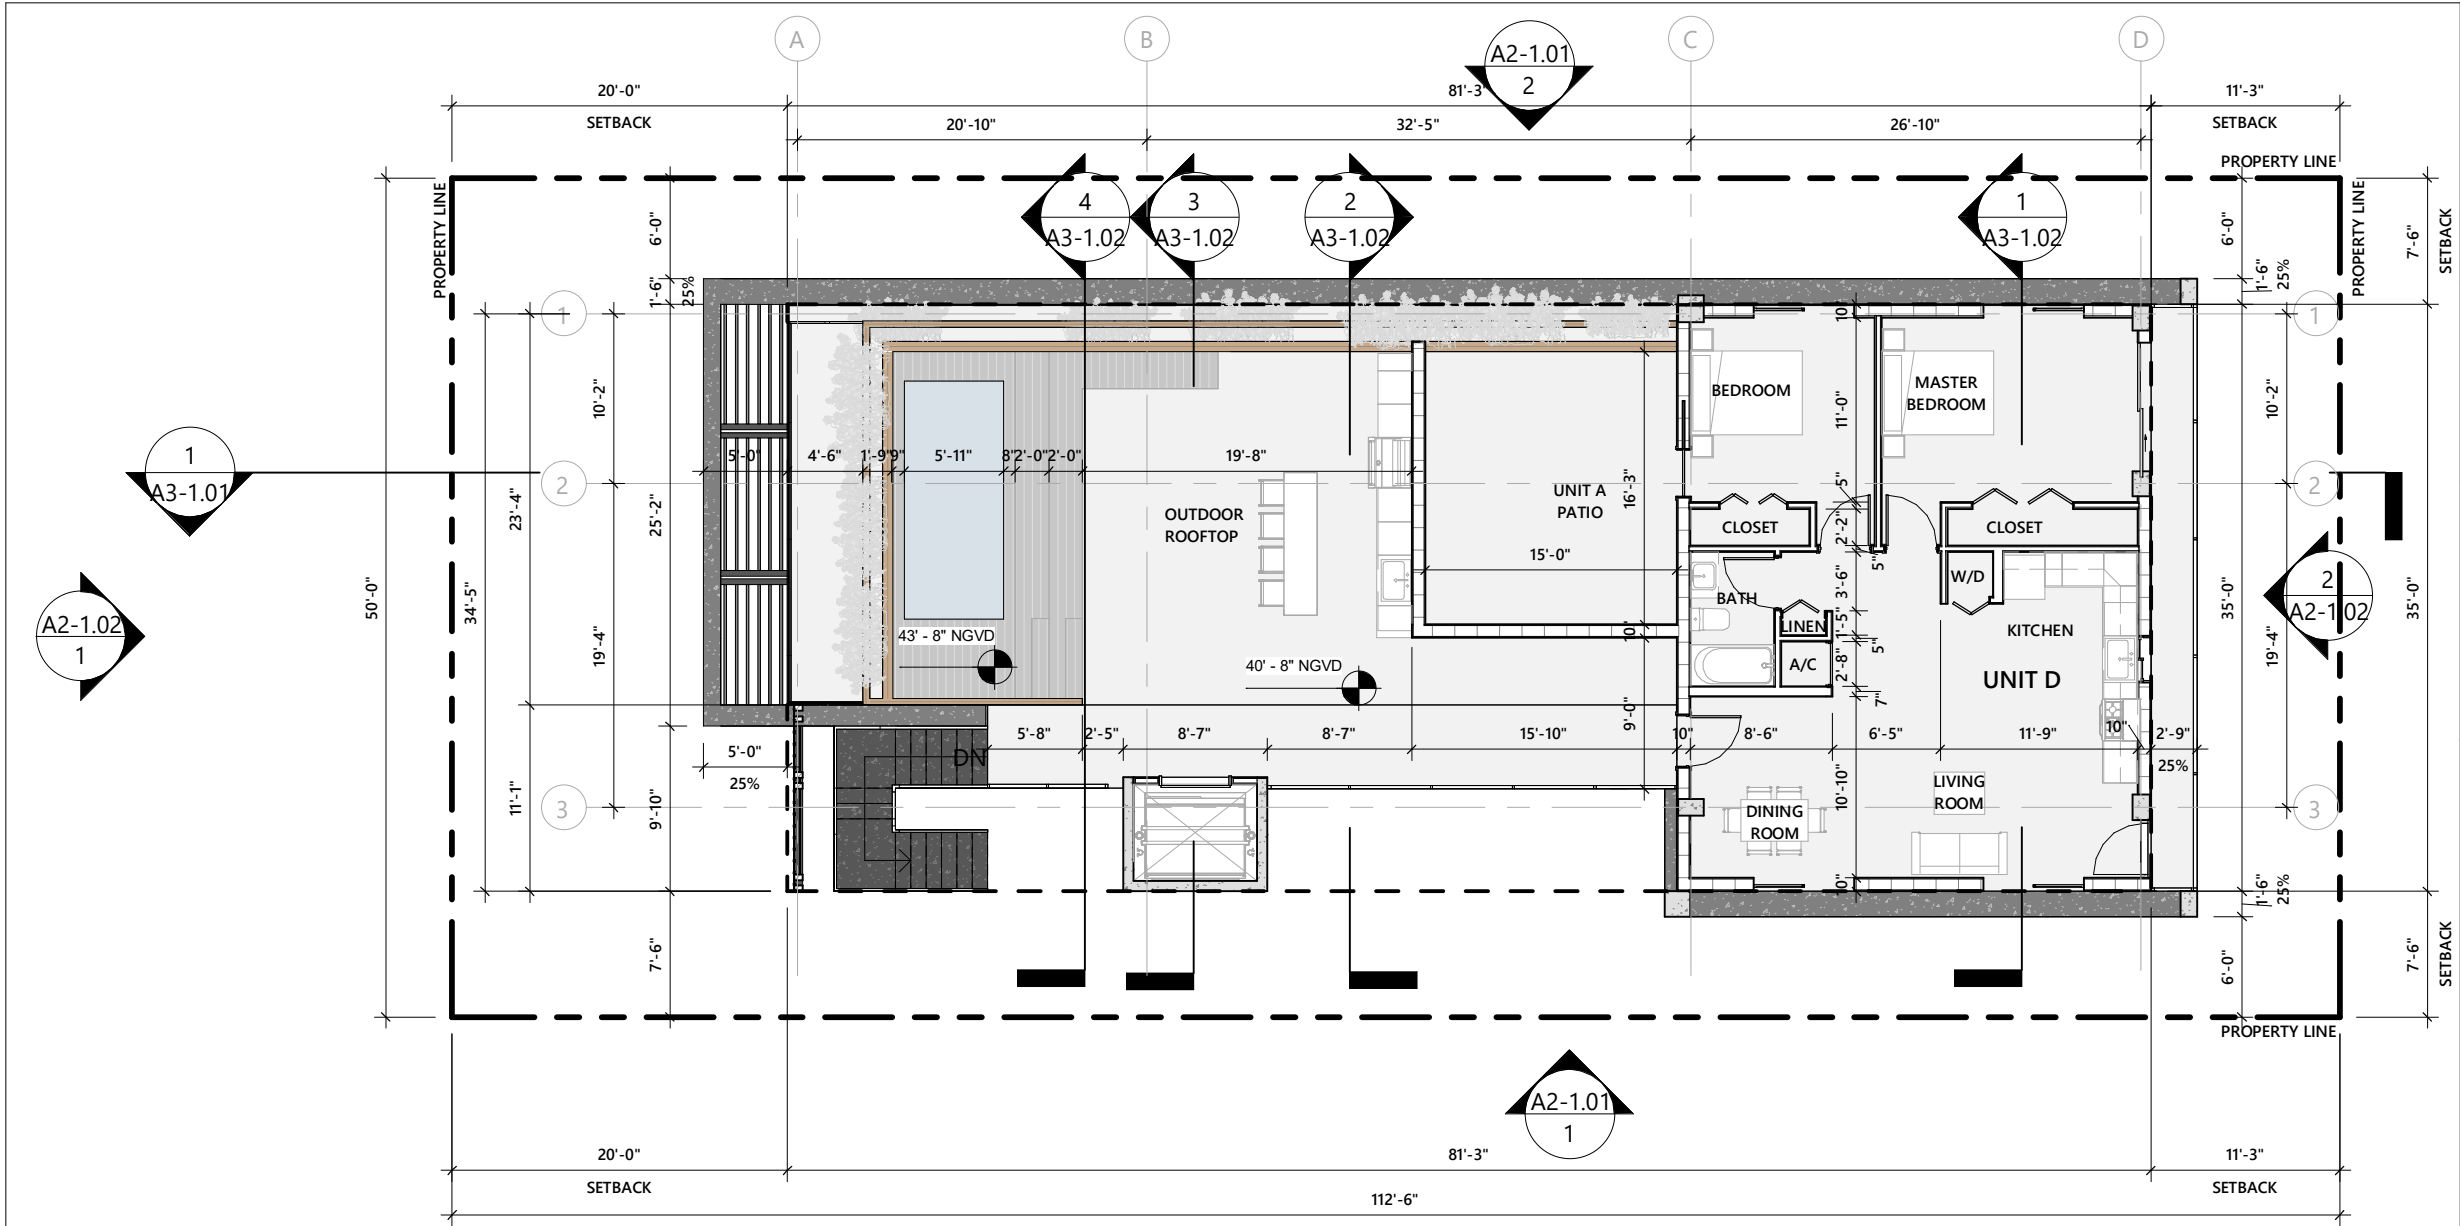 A
B
C
D
A2-1.01
2
20'-0"
81'-3"
11'-3"
SETBACK
20'-10"
32'-5"
26'-10"
SETBACK
PROPERTY LINE
PROPERTY LINE
PROPERTY LINE
4
A3-1.02
3
A3-1.02
2
A3-1.02
1
A3-1.02
6'-0"
6'-0"
7'-6"
SETBACK
1'-6"
25%
1'-6"
25%
1
1
10'-2"
10'-2"
BEDROOM
MASTER
BEDROOM
10"
11'-0"
1
A3-1.01
2
2
5'-0"
4'-6"
1'-9"
9"
5'-11"
8"
2'-0"
2'-0"
19'-8"
16'-3"
5"
UNIT A
PATIO
OUTDOOR
ROOFTOP
23'-4"
25'-2"
CLOSET
2'-2"
CLOSET
15'-0"
5"
50'-0"
34'-5"
W/D
3'-6"
BATH
35'-0"
35'-0"
2
A2-1.02
A2-1.02
1
19'-4"
43' - 8" NGVD
10"
LINEN
1'-5"
5"
KITCHEN
19'-4"
40' - 8" NGVD
A/C
2'-8"
UNIT D
7"
9'-0"
5'-0"
25%
DN
5'-8"
2'-5"
8'-7"
8'-7"
15'-10"
10"
8'-6"
6'-5"
11'-9"
10"
2'-9"
25%
11'-1"
9'-10"
3
10'-10"
LIVING
ROOM
DINING
ROOM
3
10"
1'-6"
25%
7'-6"
6'-0"
7'-6"
SETBACK
PROPERTY LINE
A2-1.01
1
20'-0"
81'-3"
11'-3"
SETBACK
SETBACK
112'-6"